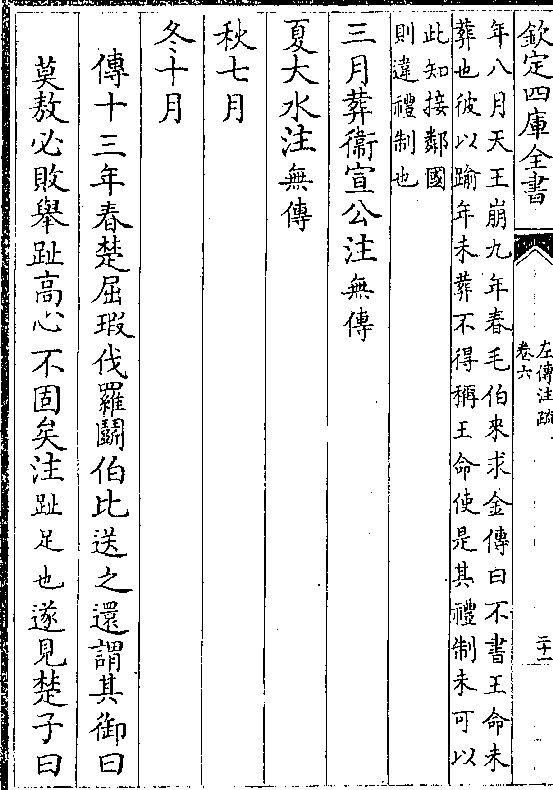 欽定四庫全書
左傳注疏
卷六
二十一
年八月天王崩九年春毛伯來求金傳曰不書王命未
葬也彼以踰年未葬不得稱王命使是其禮制未可以
此知接鄰國
則違禮制也
三月葬衞宣公注無傳
夏大水注無傳
秋七月
冬十月
傳十三年春楚屈瑕伐羅鬬伯比送之還謂其御曰
莫敖必敗舉趾高心不固矣注趾足也遂見楚子曰